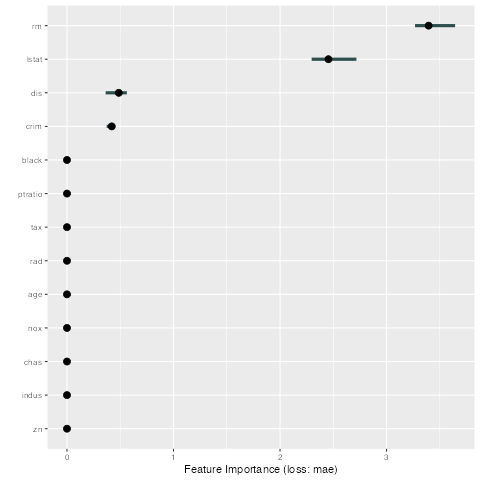 rm
lstat
dis
crim
black
ptratio
tax
rad
age
nox
chas
indus
zn
0 1 2 3
Feature Importance (loss: mae)